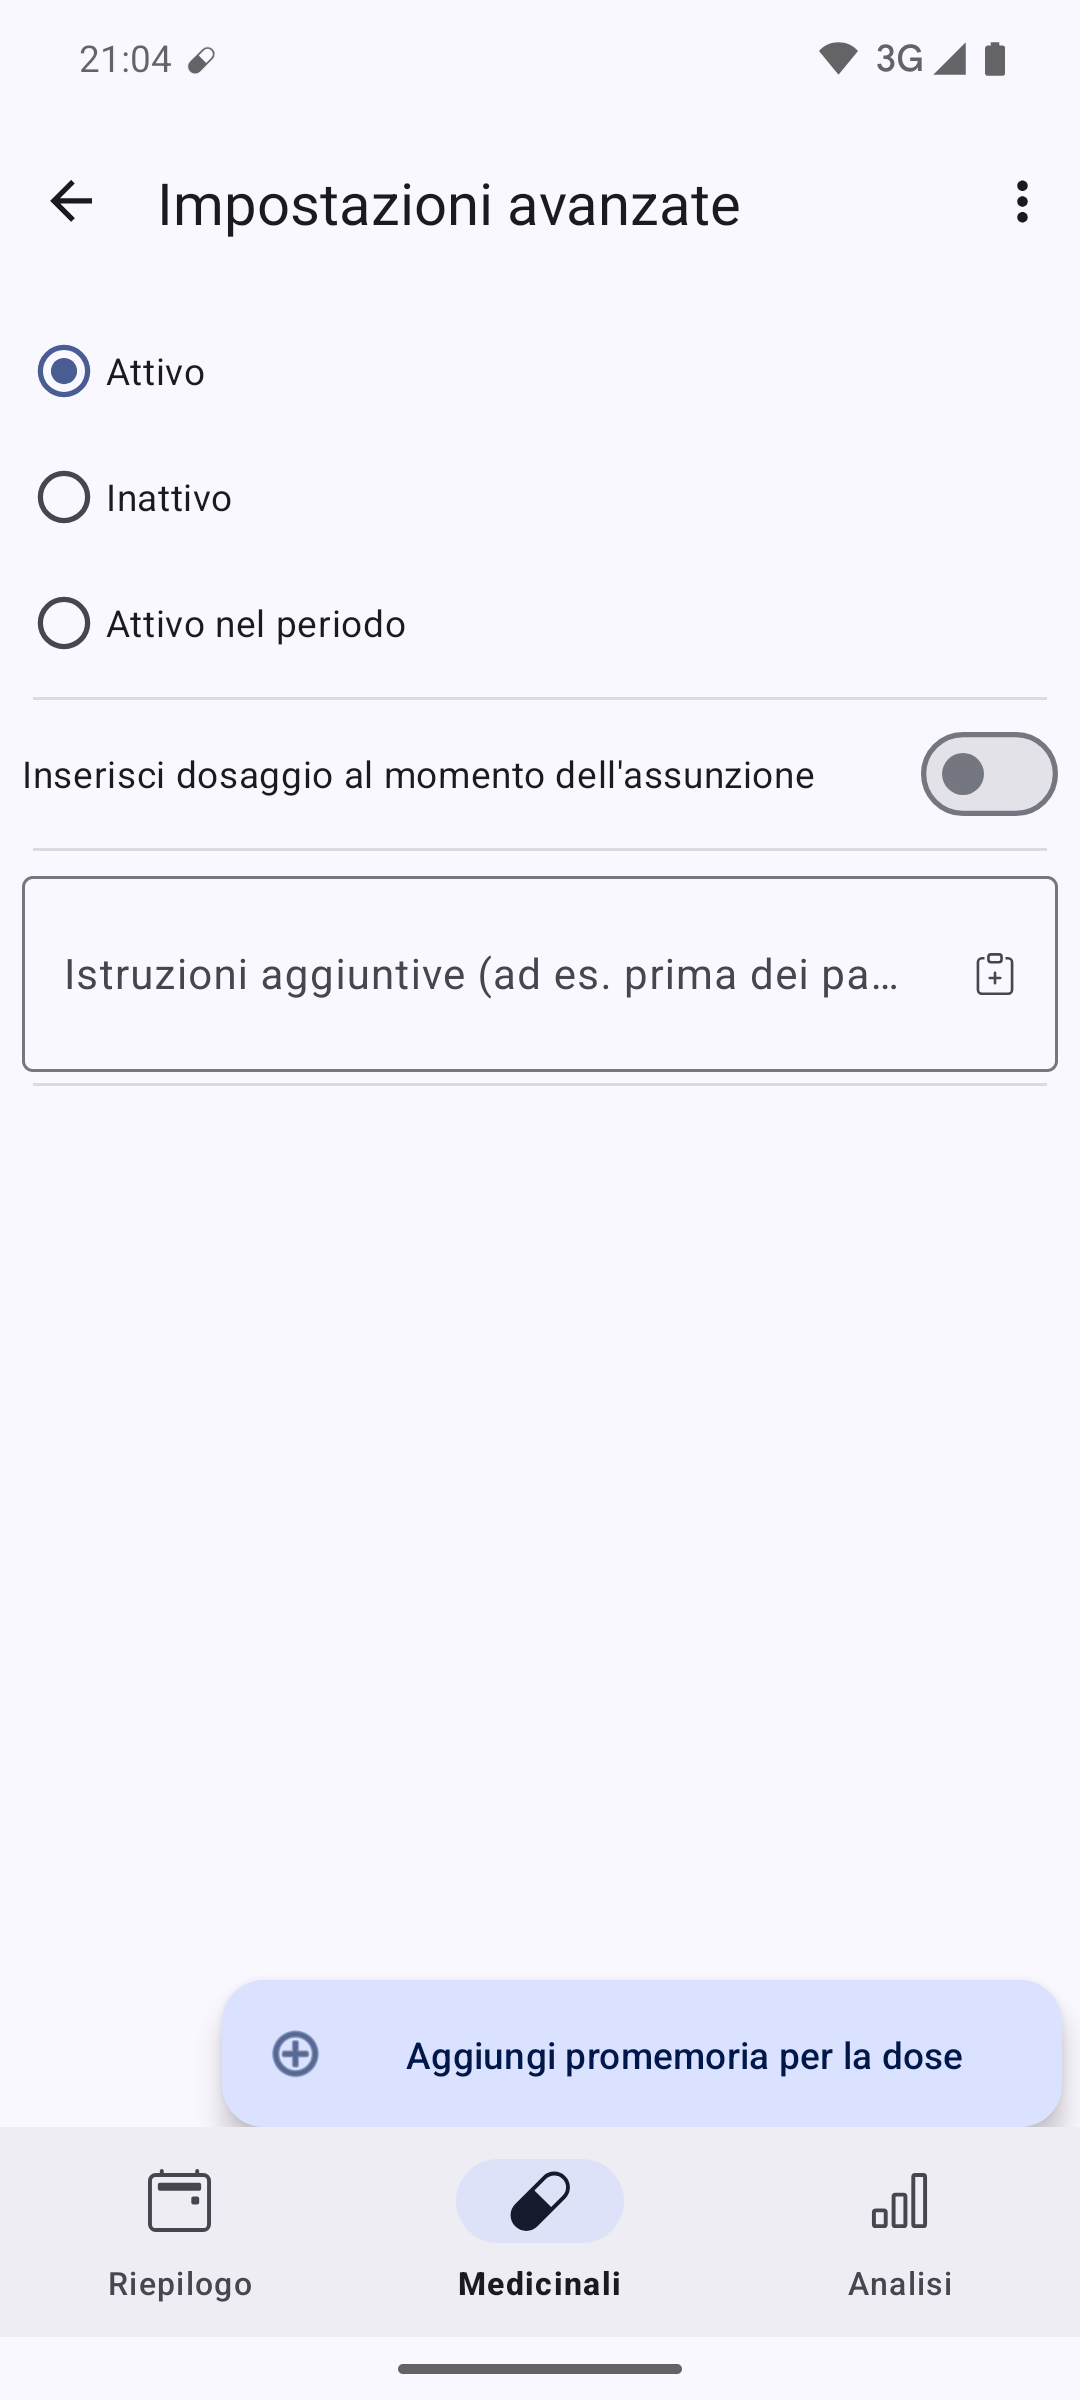 21:04
3G
Impostazioni avanzate
Attivo
Inattivo
Attivo nel periodo
Inserisci dosaggio al momento dell'assunzione
Istruzioni aggiuntive (ad es. prima dei pa…
Aggiungi promemoria per la dose
Riepilogo
Medicinali
Analisi